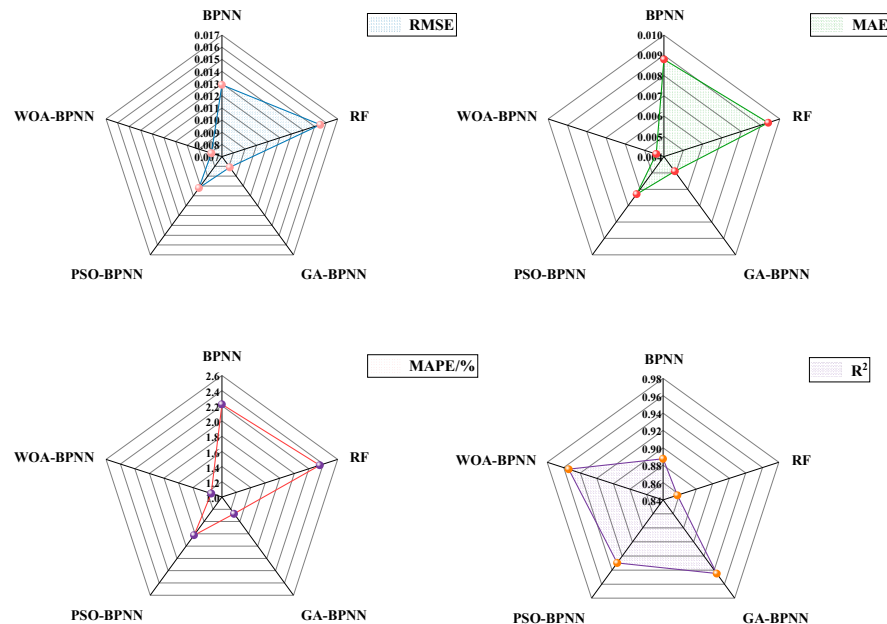 BPNN
RMSE
0.017
0.016
0.015
0.014
0.013
0.012
0.011
0.010
0.009
0.008
0.007
WOA-BPNN
RF
PSO-BPNN
GA-BPNN
BPNN
MAE
0.010
0.009
0.008
0.007
0.006
0.005
0.004
WOA-BPNN
RF
PSO-BPNN
GA-BPNN
BPNN
MAPE/%
2.6
2.4
2.2
2.0
1.8
1.6
1.4
1.2
1.0
WOA-BPNN
RF
PSO-BPNN
GA-BPNN
BPNN
R²
0.98
0.96
0.94
0.92
0.90
0.88
0.86
0.84
WOA-BPNN
RF
PSO-BPNN
GA-BPNN